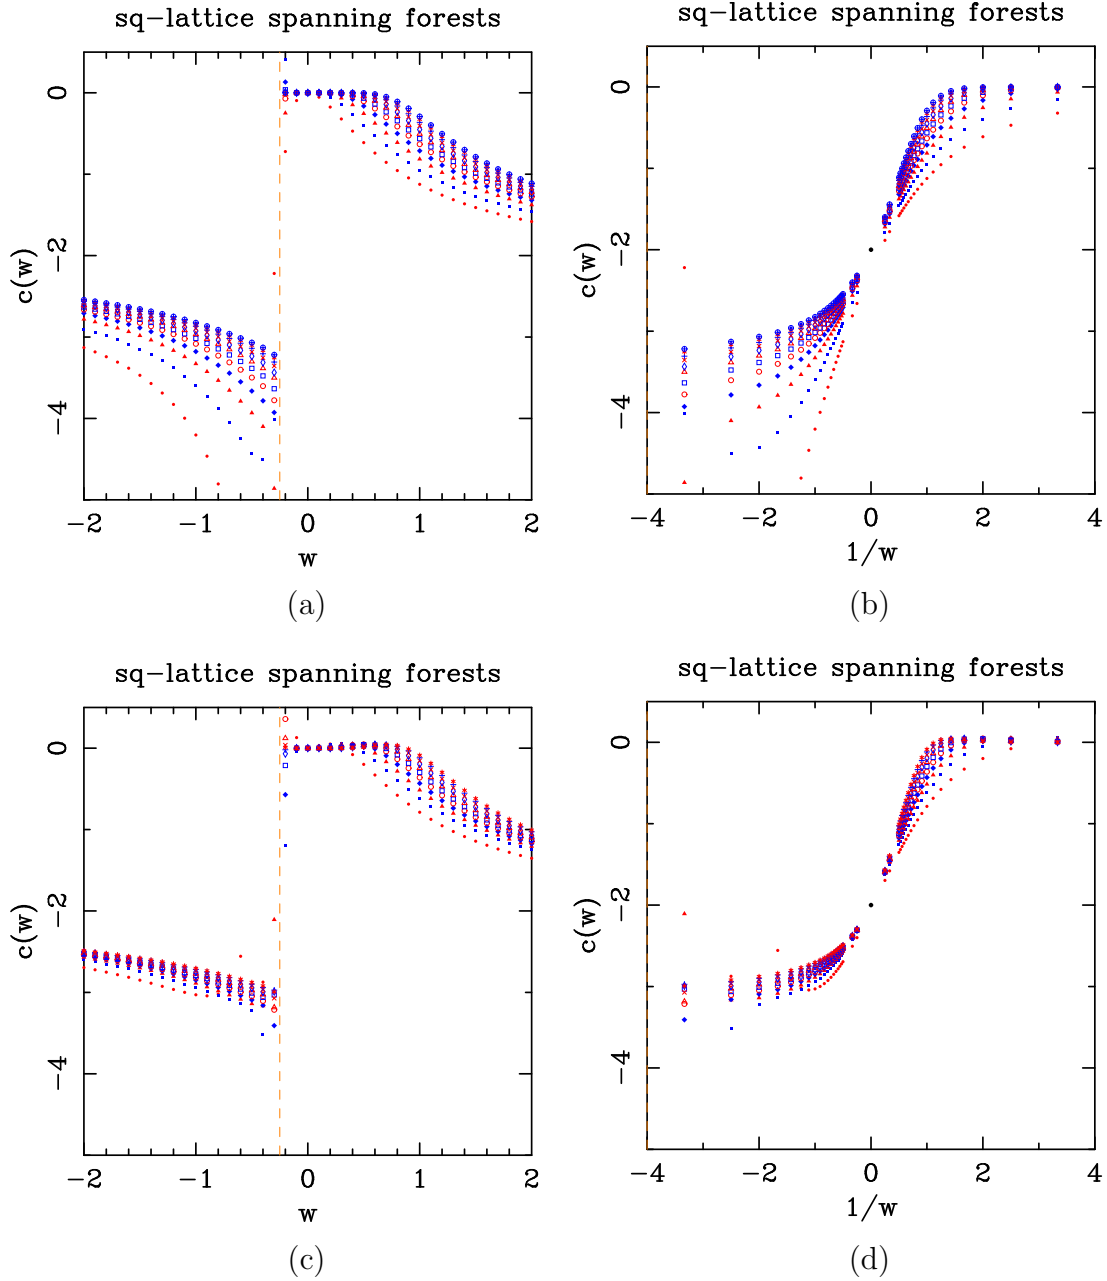 sq-lattice spanning forests
sq-lattice spanning forests
0
-2
-4
c(w)
-2
-1
0
1
2
w
(a)
0
-2
-4
c(w)
-4
-2
0
2
4
1/w
(b)
sq-lattice spanning forests
sq-lattice spanning forests
0
-2
-4
c(w)
-2
-1
0
1
2
w
(c)
0
-2
-4
c(w)
-4
-2
0
2
4
1/w
(d)